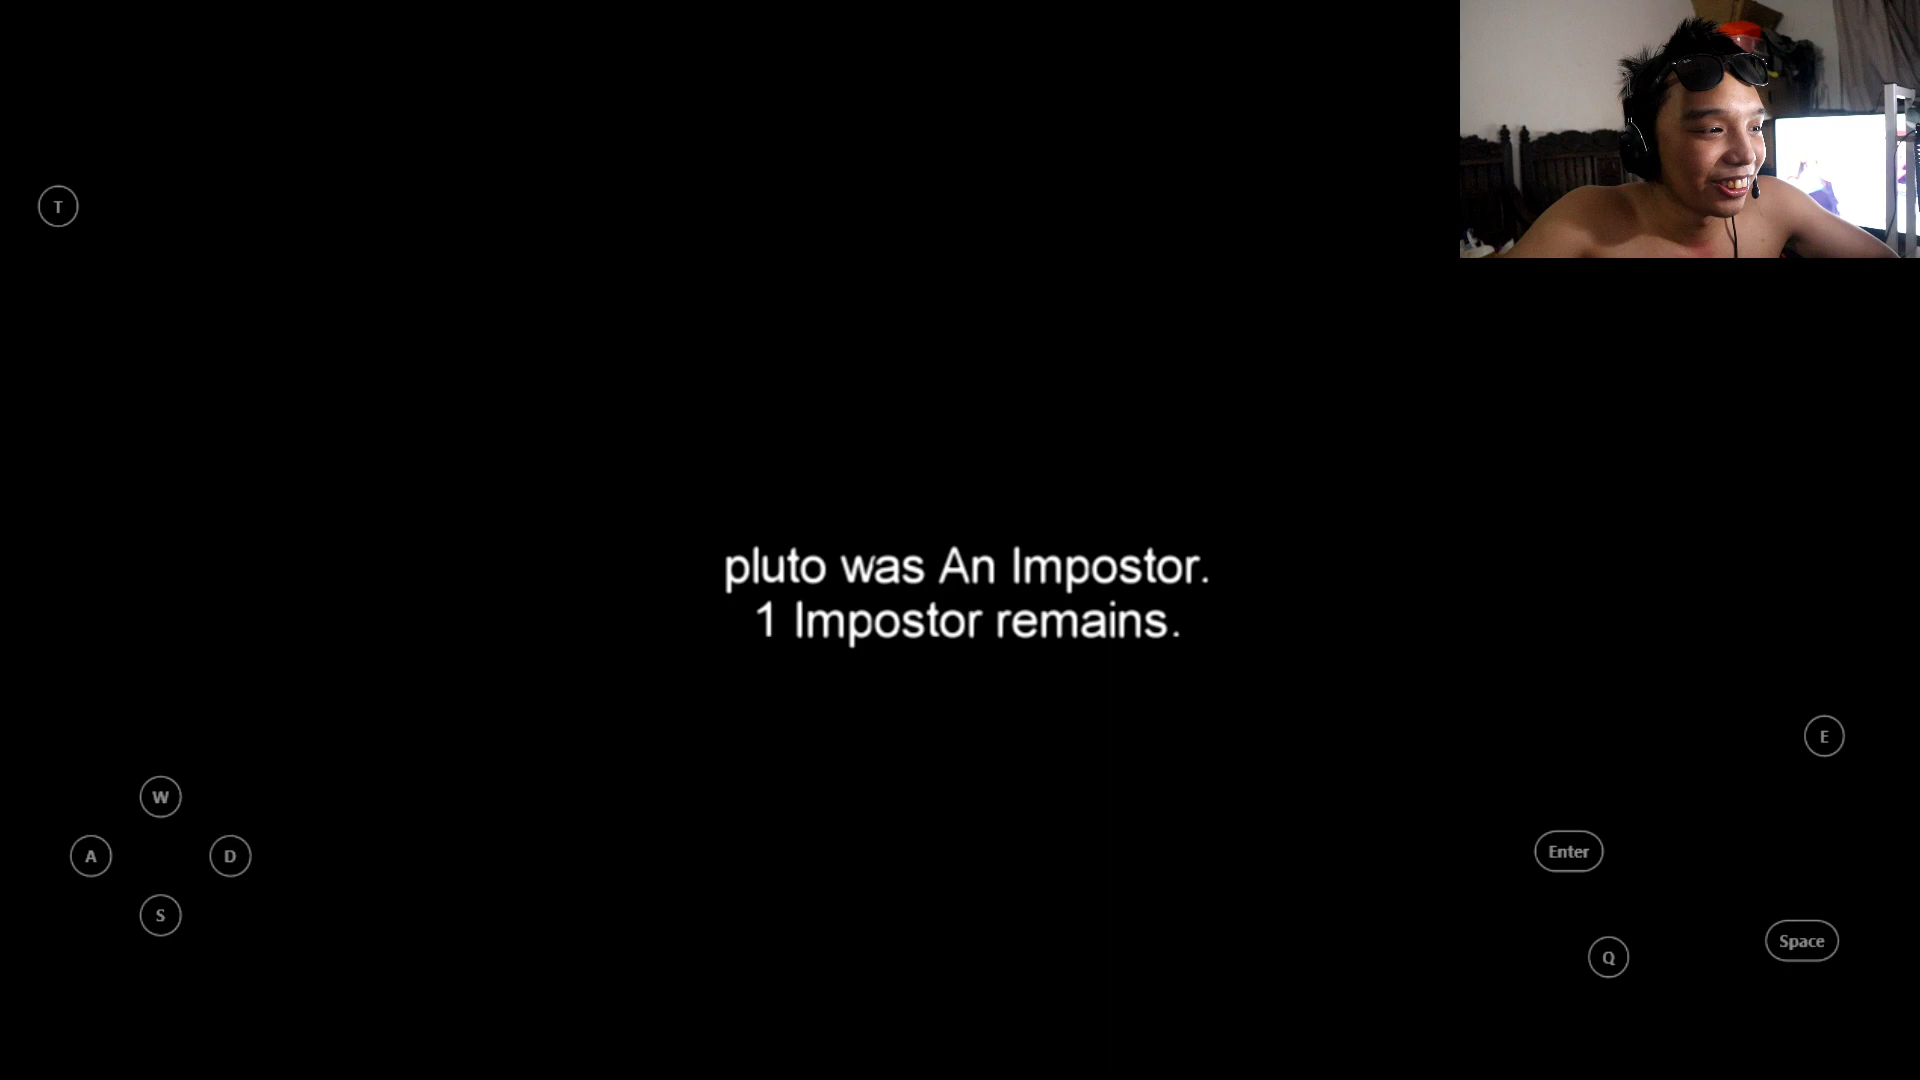 T
pluto was An Impostor.
1 Impostor remains.
E
W
A
D
S
Enter
Q
Space